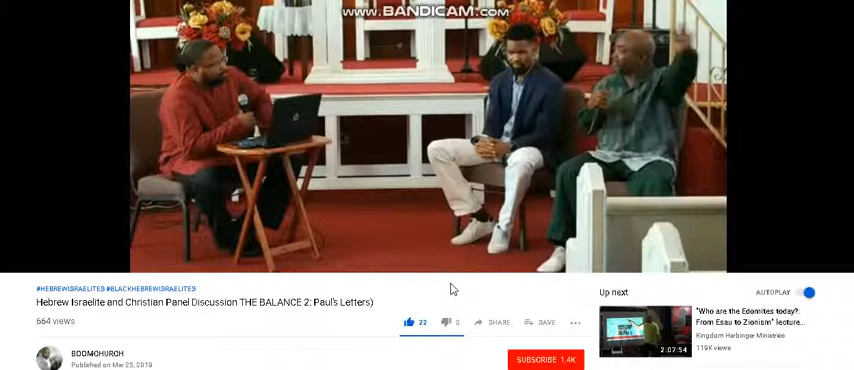 www.BANDICAM.com
#HEBREWISRAELITES #BLACKHEBREWISRAELITES
Hebrew Israelite and Christian Panel Discussion THE BALANCE 2: Paul's Letters)
664 views
22
0
SHARE
SAVE
BOOMCHURCH
Published on Mar 25, 2019
SUBSCRIBE 1.4K
Up next
AUTOPLAY
"Who are the Edomites today?:
From Esau to Zionism" lecture...
Kingdom Harbinger Ministries
119K views
2:07:54